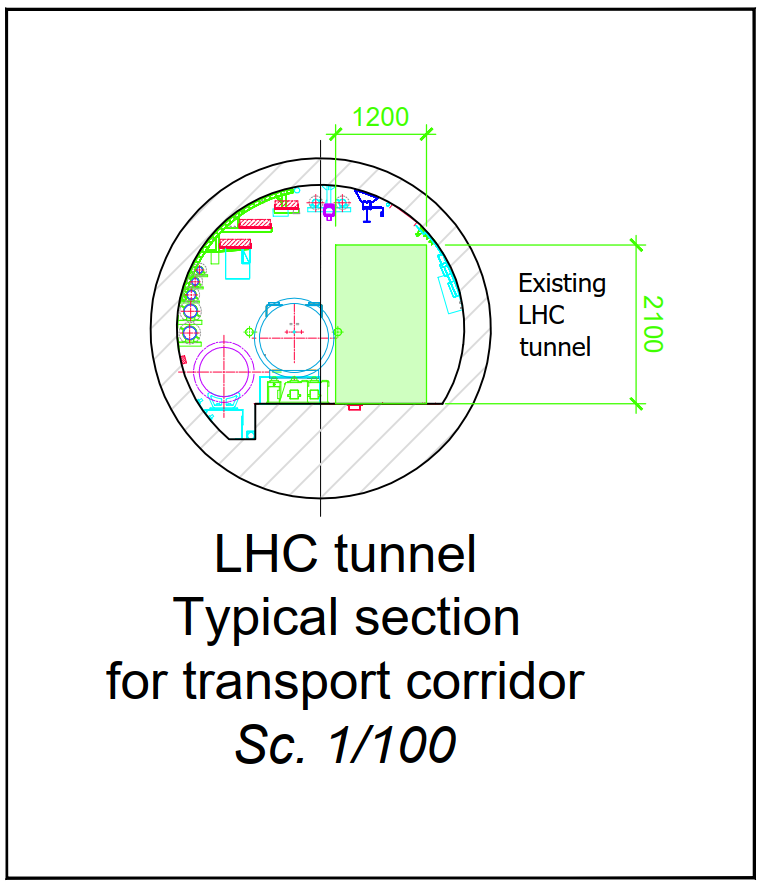 1200
Existing
LHC
tunnel
2100
LHC tunnel
Typical section
for transport corridor
Sc. 1/100